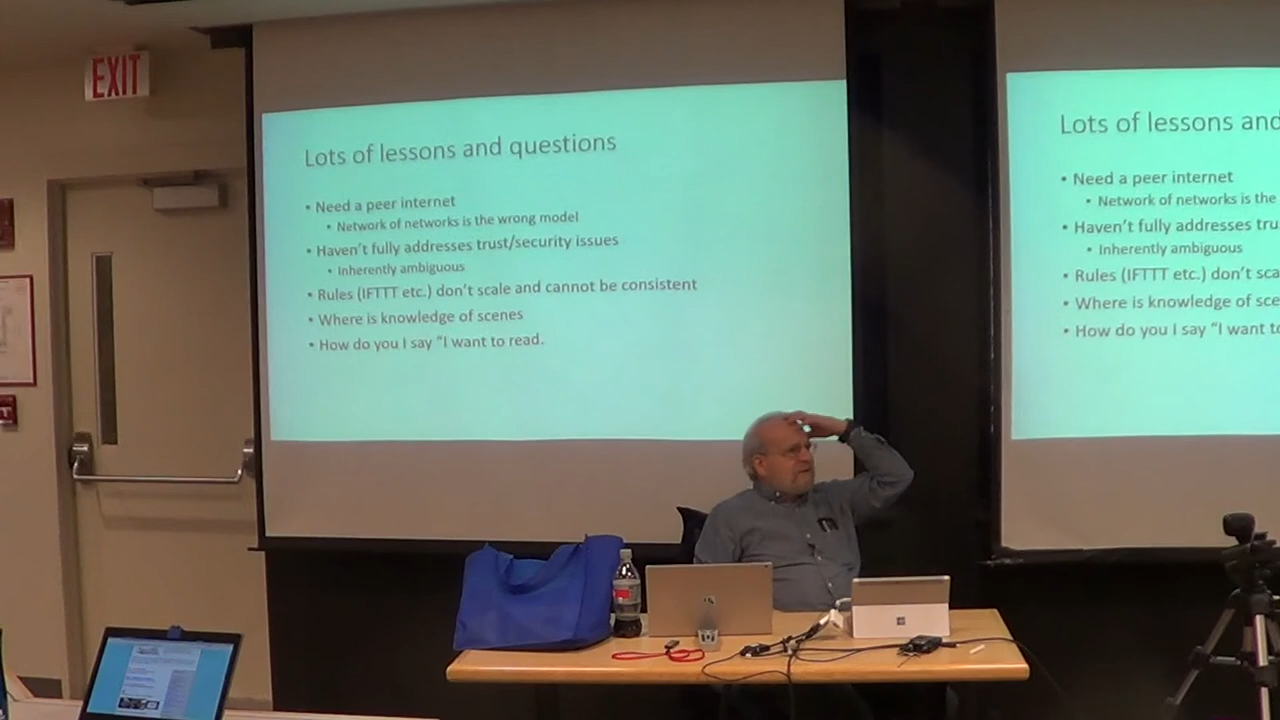 EXIT
Lots of lessons and questions
• Need a peer internet
• Network of networks is the wrong model
• Haven't fully addresses trust/security issues
• Inherently ambiguous
• Rules (IFTTT etc.) don't scale and cannot be consistent
• Where is knowledge of scenes
• How do you I say "I want to read.
Lots of lessons and
• Need a peer internet
• Network of networks is the
• Haven't fully addresses tru
• Inherently ambiguous
• Rules (IFTTT etc.) don't sca
• Where is knowledge of sce
• How do you I say "I want to